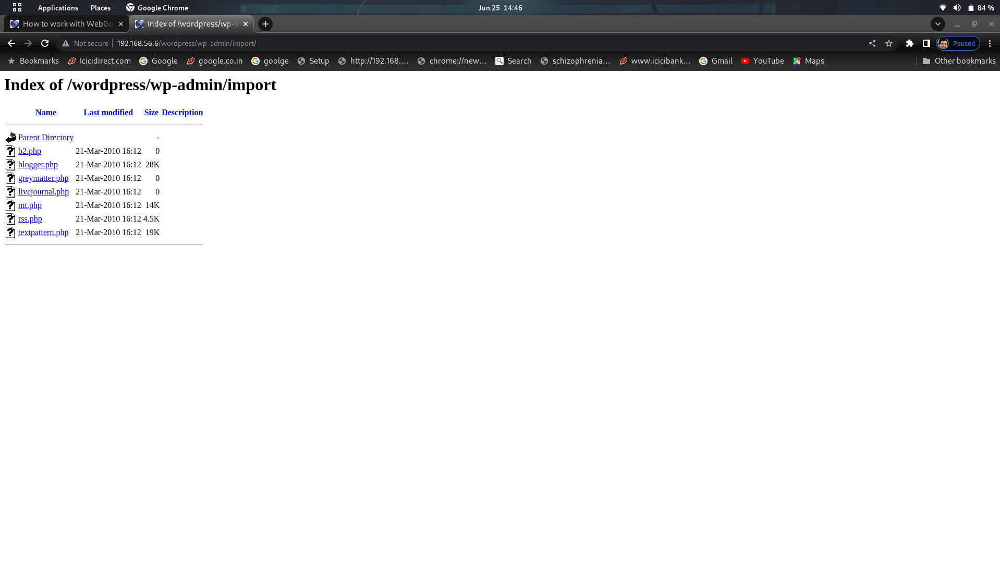 Applications Places Google Chrome Jun 25 14:46 84 %
How to work with WebGo Index of /wordpress/wp-a
Not secure 192.168.56.6/wordpress/wp-admin/import/ Paused
Bookmarks Icicidirect.com Google google.co.in goolge Setup http://192.168.… chrome://new… Search schizophrenia… www.icicibank… Gmail YouTube Maps Other bookmarks
Index of /wordpress/wp-admin/import
Name Last modified Size Description
Parent Directory -
b2.php 21-Mar-2010 16:12 0
blogger.php 21-Mar-2010 16:12 28K
greymatter.php 21-Mar-2010 16:12 0
livejournal.php 21-Mar-2010 16:12 0
mt.php 21-Mar-2010 16:12 14K
rss.php 21-Mar-2010 16:12 4.5K
textpattern.php 21-Mar-2010 16:12 19K